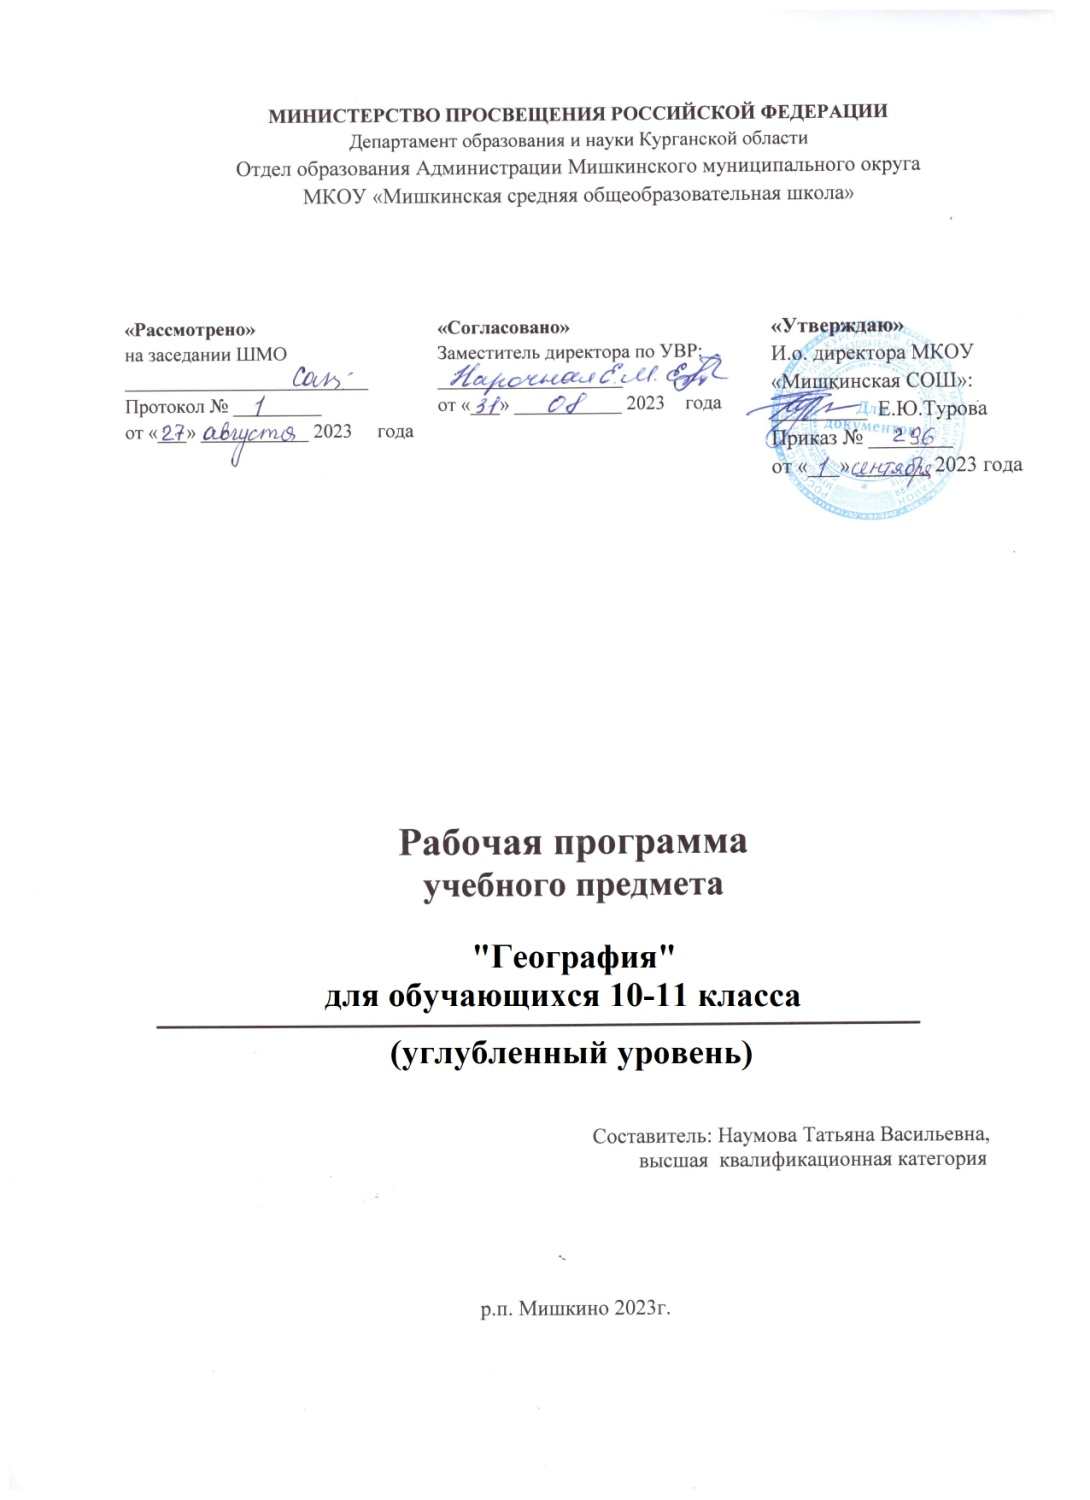 МИНИСТЕРСТВО ПРОСВЕЩЕНИЯ РОССИЙСКОЙ ФЕДЕРАЦИИ
Департамент образования и науки Курганской области
Отдел образования Администрации Мишкинского муниципального округа
МКОУ «Мишкинская средняя общеобразовательная школа»
«Рассмотрено»
на заседании ШМО
Протокол № 1
от «27» августа 2023 года
«Согласовано»
Заместитель директора по УВР:
Нарочная Е.М.
от «31» 08 2023 года
«Утверждаю»
И.о. директора МКОУ
«Мишкинская СОШ»:
Е.Ю.Турова
Для документов
Приказ № 296
от «1» сентября 2023 года
Рабочая программа
учебного предмета
"География"
для обучающихся 10-11 класса
(углубленный уровень)
Составитель: Наумова Татьяна Васильевна,
высшая квалификационная категория
р.п. Мишкино 2023г.